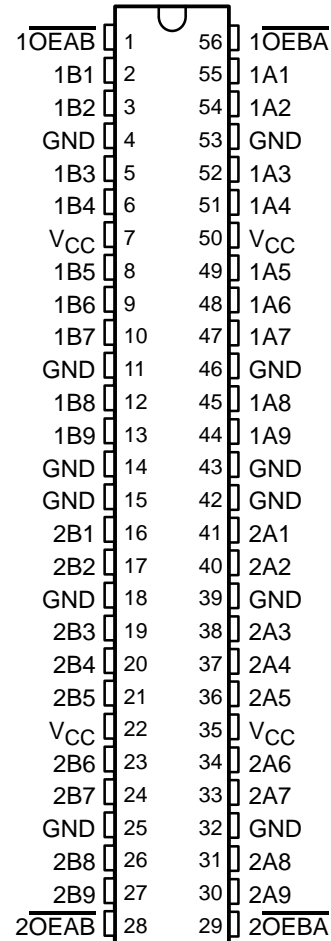 1O̅E̅A̅B̅ 1 56 1O̅E̅B̅A̅
1B1 2 55 1A1
1B2 3 54 1A2
GND 4 53 GND
1B3 5 52 1A3
1B4 6 51 1A4
VCC 7 50 VCC
1B5 8 49 1A5
1B6 9 48 1A6
1B7 10 47 1A7
GND 11 46 GND
1B8 12 45 1A8
1B9 13 44 1A9
GND 14 43 GND
GND 15 42 GND
2B1 16 41 2A1
2B2 17 40 2A2
GND 18 39 GND
2B3 19 38 2A3
2B4 20 37 2A4
2B5 21 36 2A5
VCC 22 35 VCC
2B6 23 34 2A6
2B7 24 33 2A7
GND 25 32 GND
2B8 26 31 2A8
2B9 27 30 2A9
2O̅E̅A̅B̅ 28 29 2O̅E̅B̅A̅